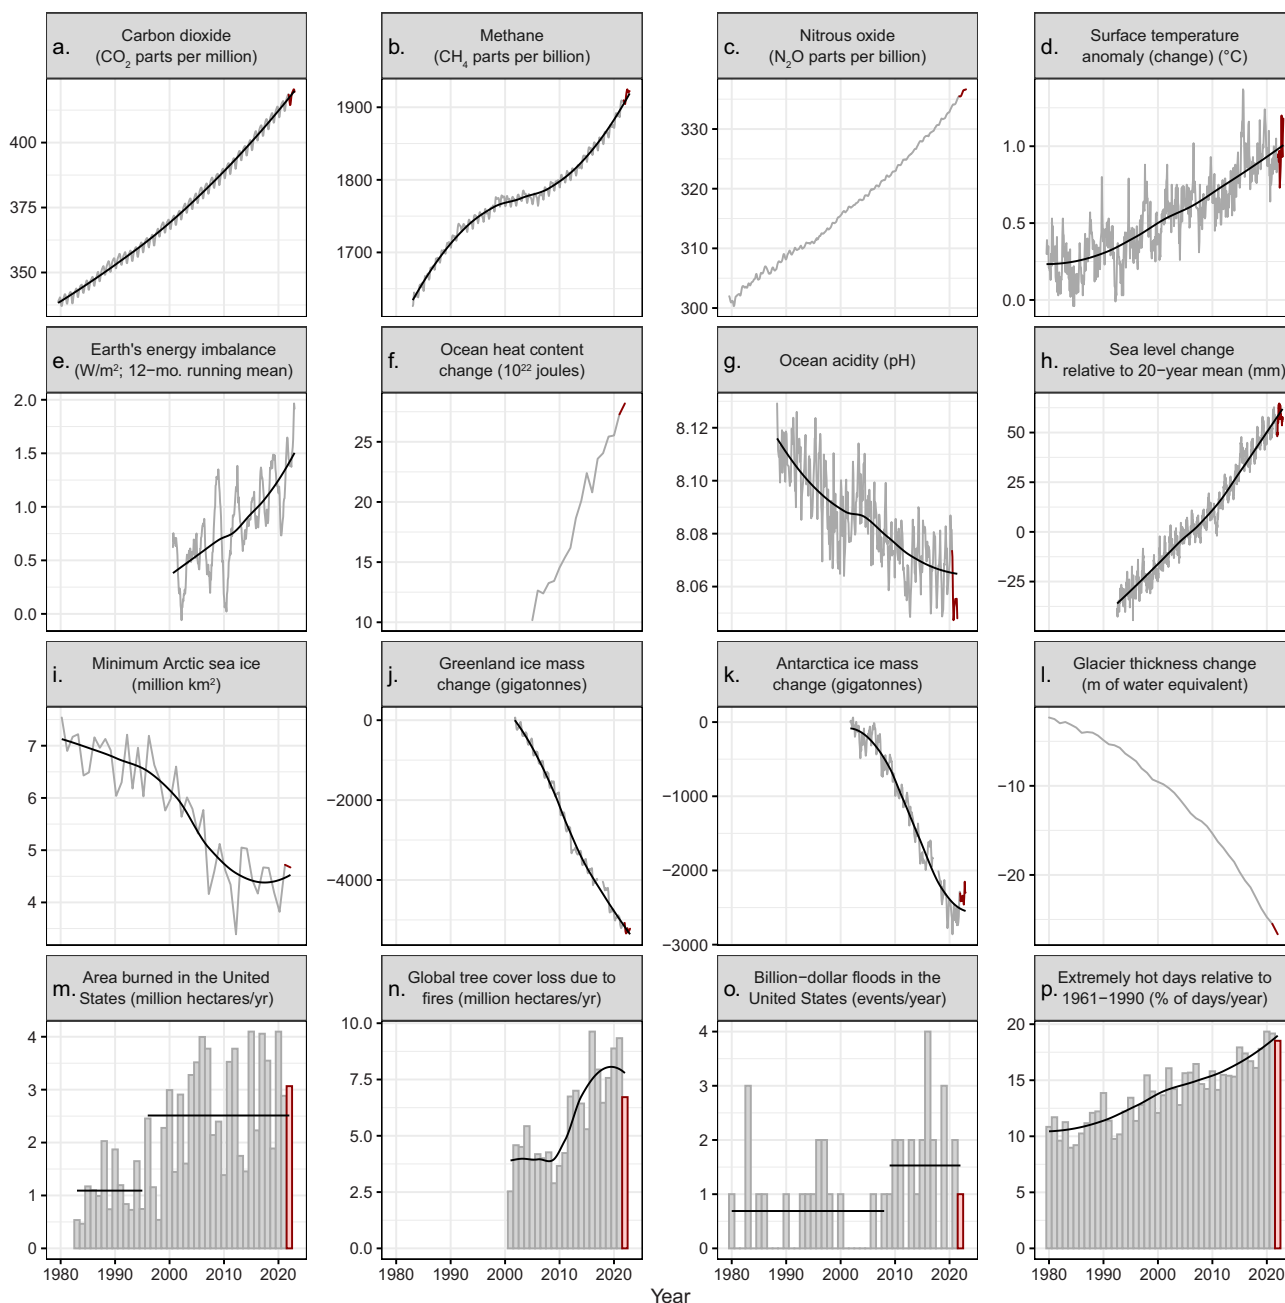 a. Carbon dioxide
(CO₂ parts per million)
b. Methane
(CH₄ parts per billion)
c. Nitrous oxide
(N₂O parts per billion)
d. Surface temperature
anomaly (change) (°C)
400
375
350
1900
1800
1700
335
330
325
320
315
310
305
300
1.0
0.5
0.0
e. Earth's energy imbalance
(W/m²; 12−mo. running mean)
f. Ocean heat content
change (10²² joules)
g. Ocean acidity (pH)
h. Sea level change
relative to 20−year mean (mm)
2.0
1.5
1.0
0.5
0.0
25
20
15
10
8.12
8.10
8.08
8.06
50
25
0
−25
i. Minimum Arctic sea ice
(million km²)
j. Greenland ice mass
change (gigatonnes)
k. Antarctica ice mass
change (gigatonnes)
l. Glacier thickness change
(m of water equivalent)
7
6
5
4
0
−2000
−4000
0
−1000
−2000
−3000
−10
−20
m. Area burned in the United
States (million hectares/yr)
n. Global tree cover loss due to
fires (million hectares/yr)
o. Billion−dollar floods in the
United States (events/year)
p. Extremely hot days relative to
1961−1990 (% of days/year)
4
3
2
1
0
10.0
7.5
5.0
2.5
0.0
4
3
2
1
0
20
15
10
5
0
1980 1990 2000 2010 2020
1980 1990 2000 2010 2020
1980 1990 2000 2010 2020
1980 1990 2000 2010 2020
Year